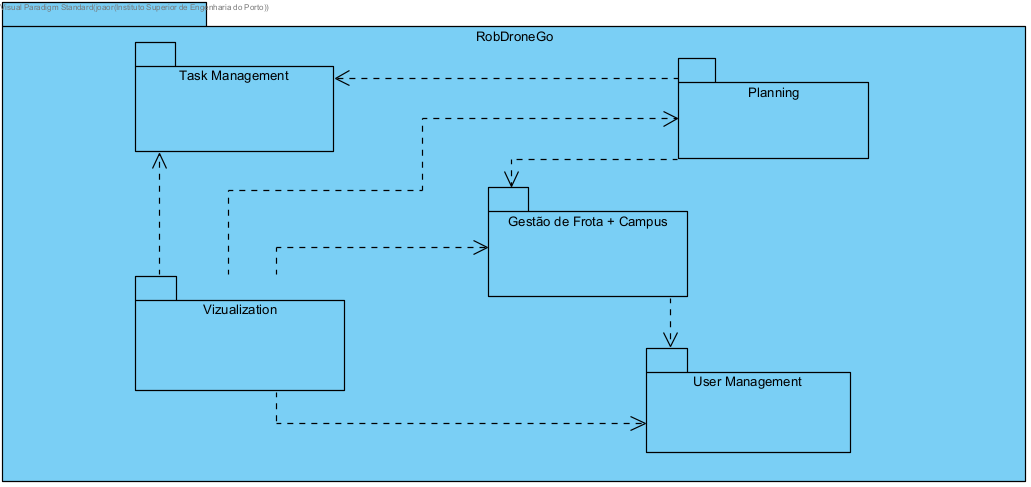 Visual Paradigm Standard(joaor(Instituto Superior de Engenharia do Porto))
RobDroneGo
Task Management
Planning
Gestão de Frota + Campus
Vizualization
User Management